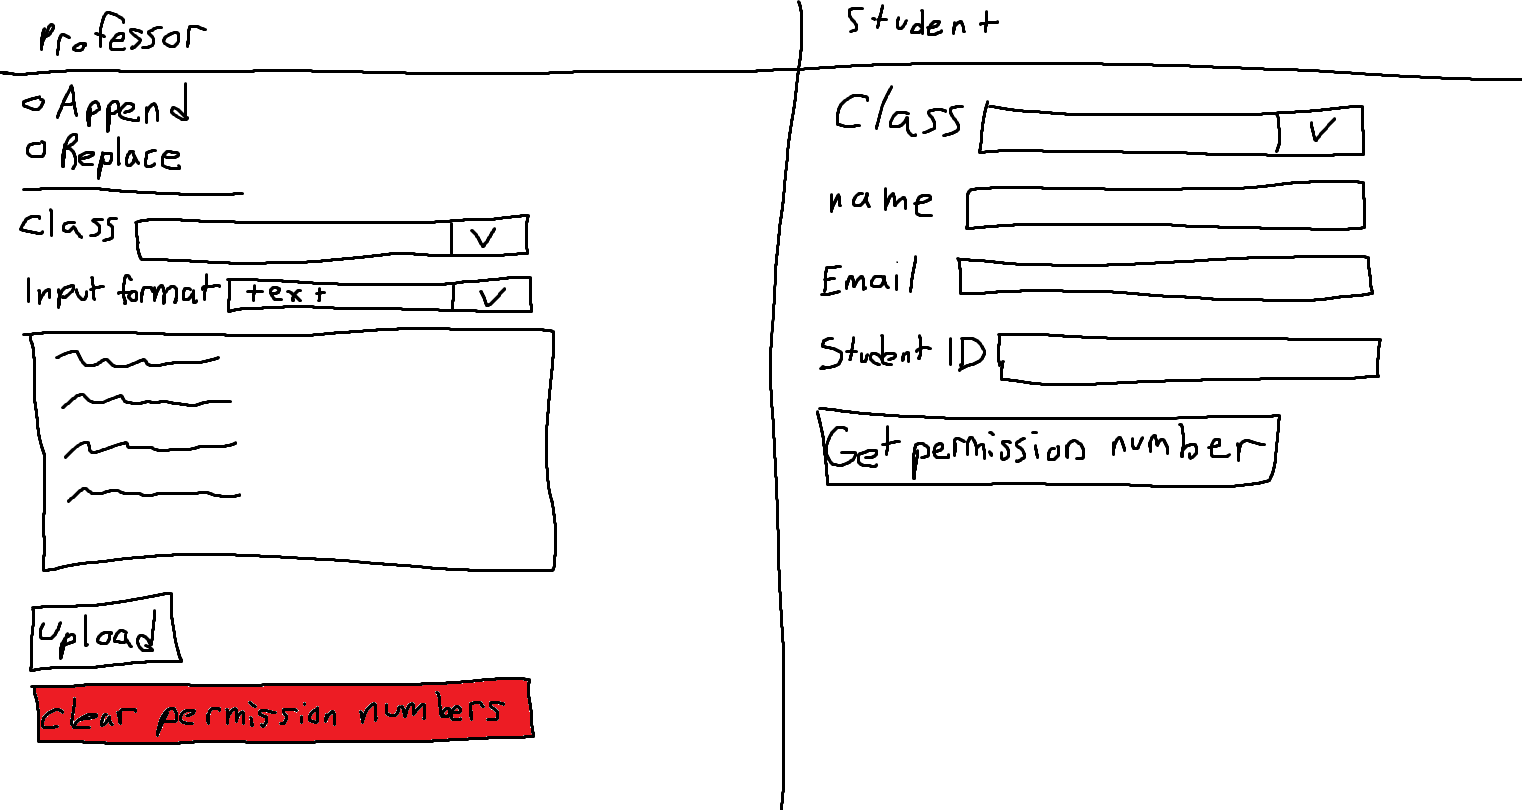 Professor
Append
Replace
Class
Input format text
Upload
clear permission numbers
Student
Class
name
Email
Student ID
Get permission number